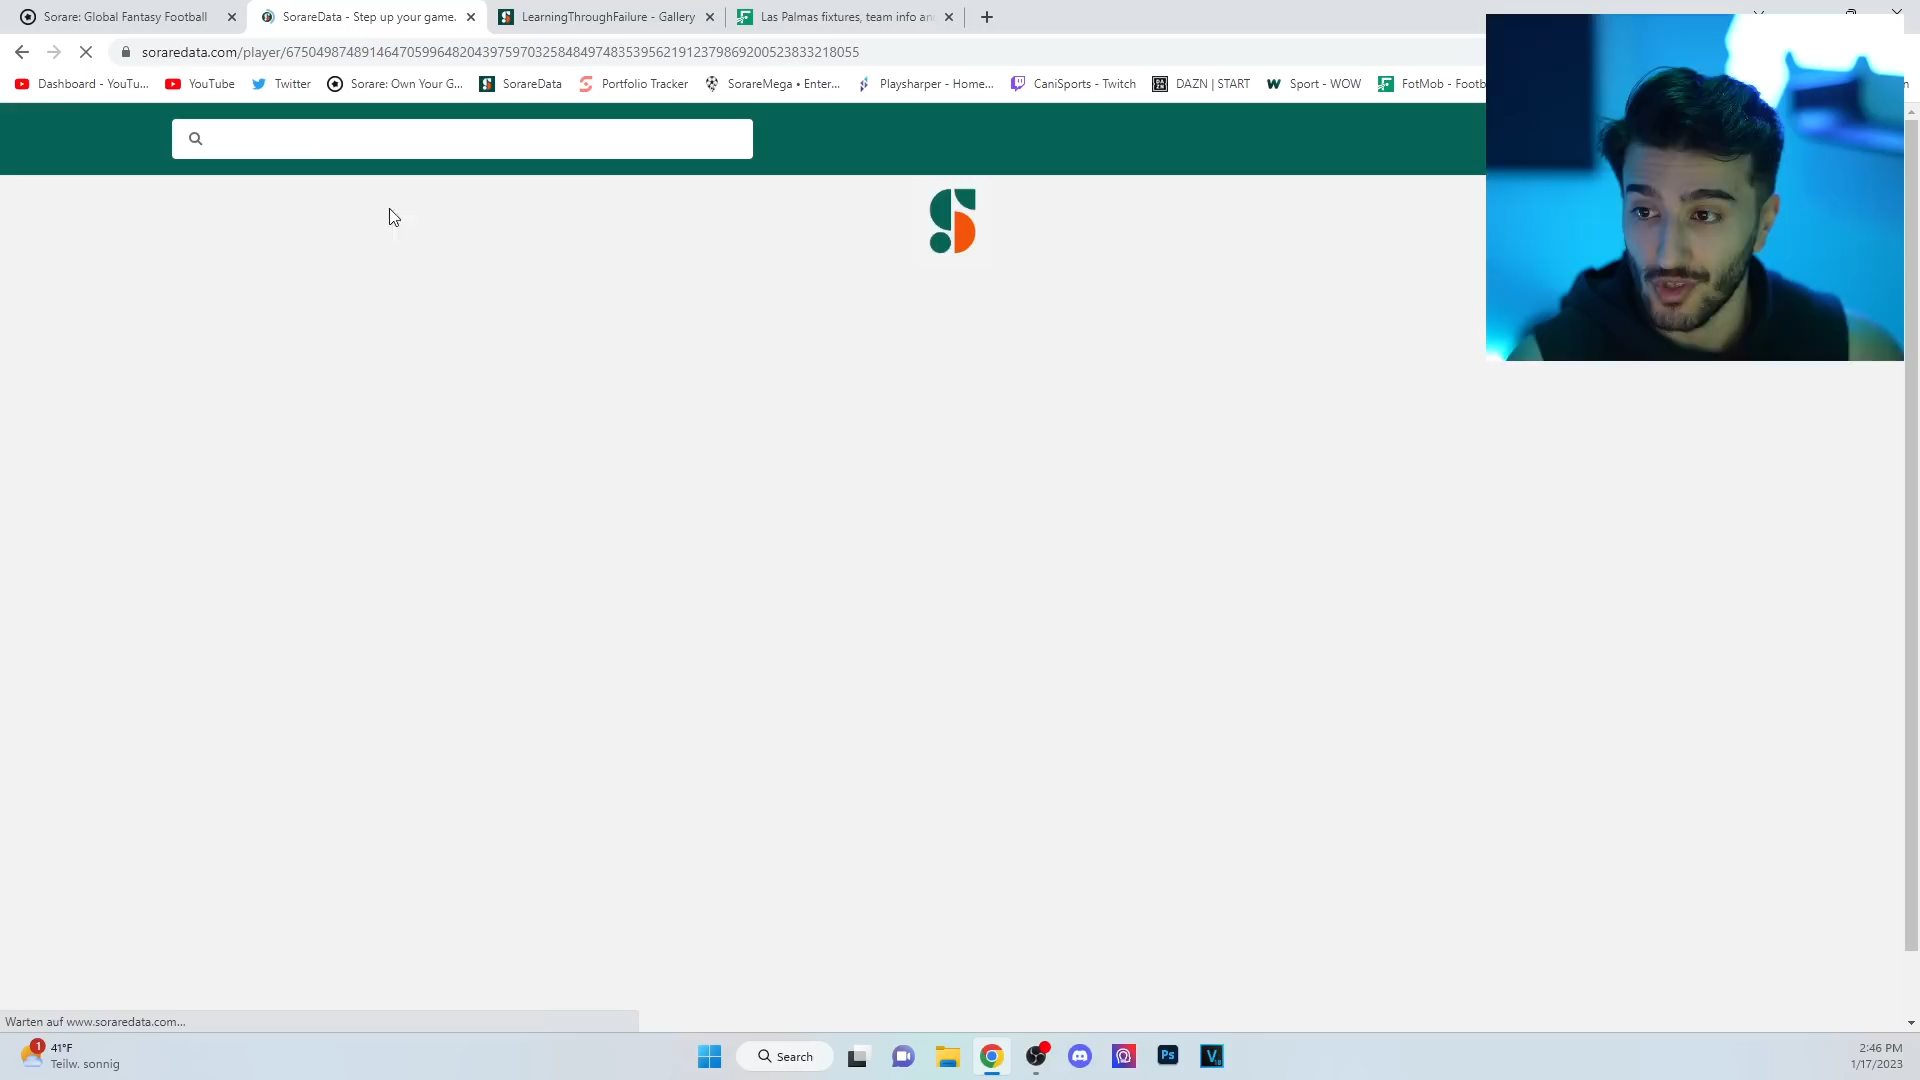 Sorare: Global Fantasy Football
SorareData - Step up your game.
LearningThroughFailure - Gallery
Las Palmas fixtures, team info an
soraredata.com/player/67504987489146470599648204397597032584849748353956219123798692005238332180​55
Dashboard - YouTu...
YouTube
Twitter
Sorare: Own Your G...
SorareData
Portfolio Tracker
SorareMega • Enter...
Playsharper - Home...
CaniSports - Twitch
DAZN | START
Sport - WOW
FotMob - Footb
Warten auf www.soraredata.com...
1
41°F
Teilw. sonnig
Search
Ps
2:46 PM
1/17/2023